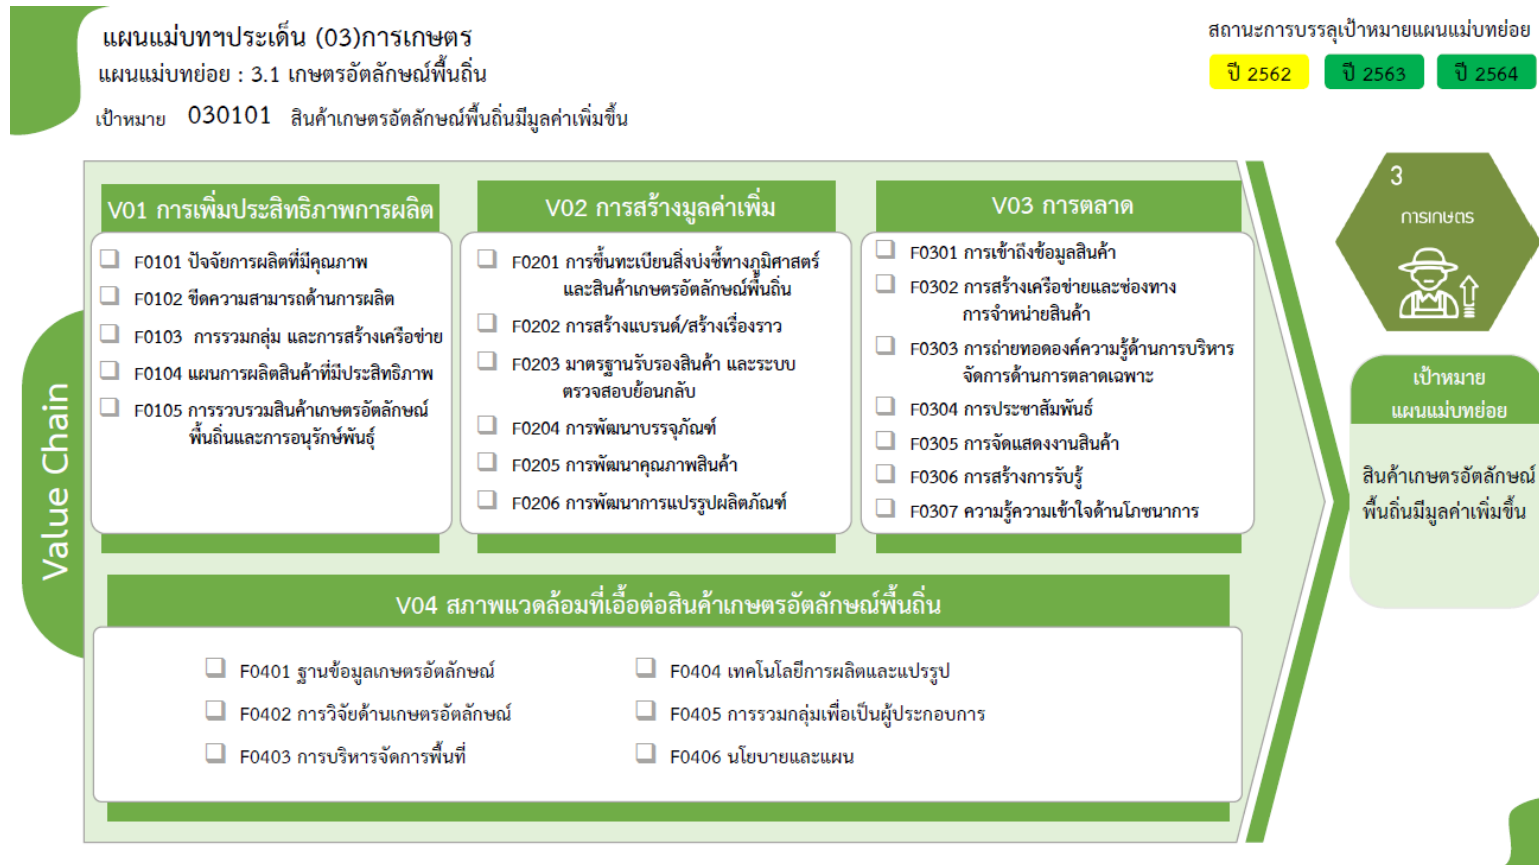 แผนแม่บทฯประเด็น (03)การเกษตร
แผนแม่บทย่อย : 3.1 เกษตรอัตลักษณ์พื้นถิ่น
เป้าหมาย 030101 สินค้าเกษตรอัตลักษณ์พื้นถิ่นมีมูลค่าเพิ่มขึ้น
สถานะการบรรลุเป้าหมายแผนแม่บทย่อย
ปี 2562 ปี 2563 ปี 2564
Value Chain
V01 การเพิ่มประสิทธิภาพการผลิต
F0101 ปัจจัยการผลิตที่มีคุณภาพ
F0102 ขีดความสามารถด้านการผลิต
F0103 การรวมกลุ่ม และการสร้างเครือข่าย
F0104 แผนการผลิตสินค้าที่มีประสิทธิภาพ
F0105 การรวบรวมสินค้าเกษตรอัตลักษณ์
พื้นถิ่นและการอนุรักษ์พันธุ์
V02 การสร้างมูลค่าเพิ่ม
F0201 การขึ้นทะเบียนสิ่งบ่งชี้ทางภูมิศาสตร์
และสินค้าเกษตรอัตลักษณ์พื้นถิ่น
F0202 การสร้างแบรนด์/สร้างเรื่องราว
F0203 มาตรฐานรับรองสินค้า และระบบ
ตรวจสอบย้อนกลับ
F0204 การพัฒนาบรรจุภัณฑ์
F0205 การพัฒนาคุณภาพสินค้า
F0206 การพัฒนาการแปรรูปผลิตภัณฑ์
V03 การตลาด
F0301 การเข้าถึงข้อมูลสินค้า
F0302 การสร้างเครือข่ายและช่องทาง
การจำหน่ายสินค้า
F0303 การถ่ายทอดองค์ความรู้ด้านการบริหาร
จัดการด้านการตลาดเฉพาะ
F0304 การประชาสัมพันธ์
F0305 การจัดแสดงงานสินค้า
F0306 การสร้างการรับรู้
F0307 ความรู้ความเข้าใจด้านโภชนาการ
V04 สภาพแวดล้อมที่เอื้อต่อสินค้าเกษตรอัตลักษณ์พื้นถิ่น
F0401 ฐานข้อมูลเกษตรอัตลักษณ์
F0402 การวิจัยด้านเกษตรอัตลักษณ์
F0403 การบริหารจัดการพื้นที่
F0404 เทคโนโลยีการผลิตและแปรรูป
F0405 การรวมกลุ่มเพื่อเป็นผู้ประกอบการ
F0406 นโยบายและแผน
3
การเกษตร
เป้าหมาย
แผนแม่บทย่อย
สินค้าเกษตรอัตลักษณ์
พื้นถิ่นมีมูลค่าเพิ่มขึ้น